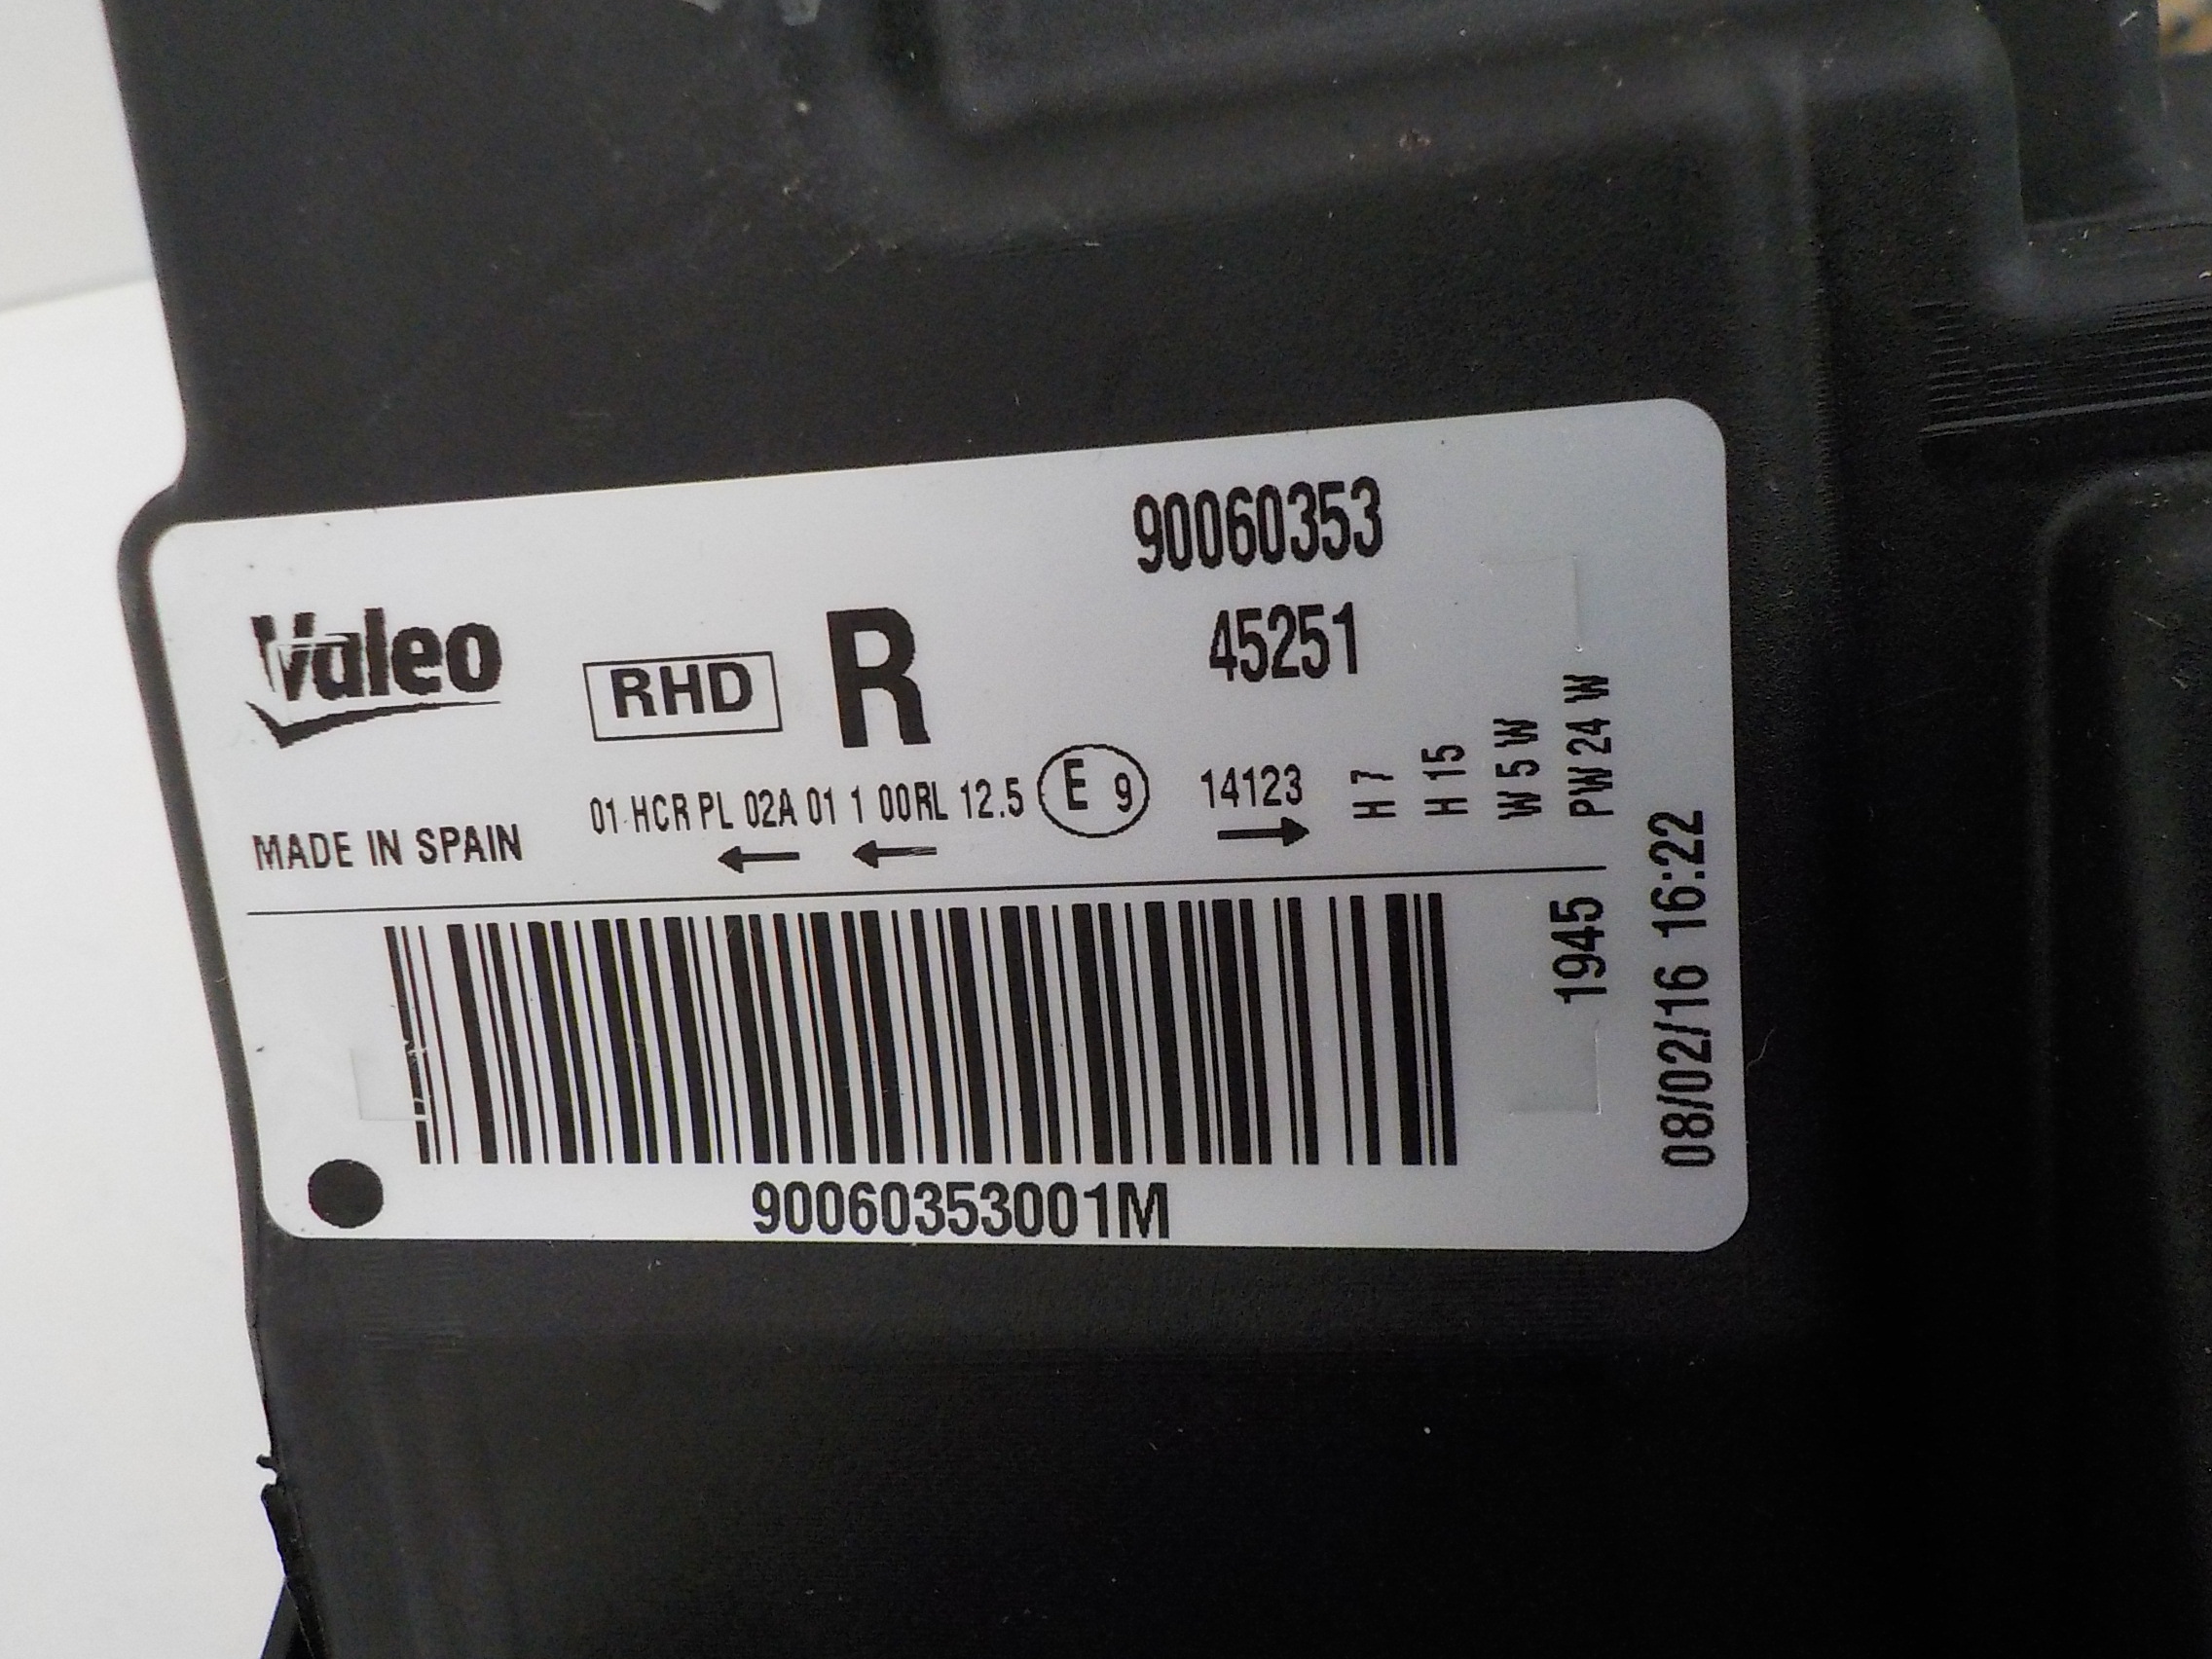 90060353
Valeo
RHD
R
45251
01 HCR PL 02A 01 1 00RL 12.5 E 9 14123
MADE IN SPAIN
H 7
H 15
W 5 W
PW 24 W
1945
08/02/16 16:22
90060353001M